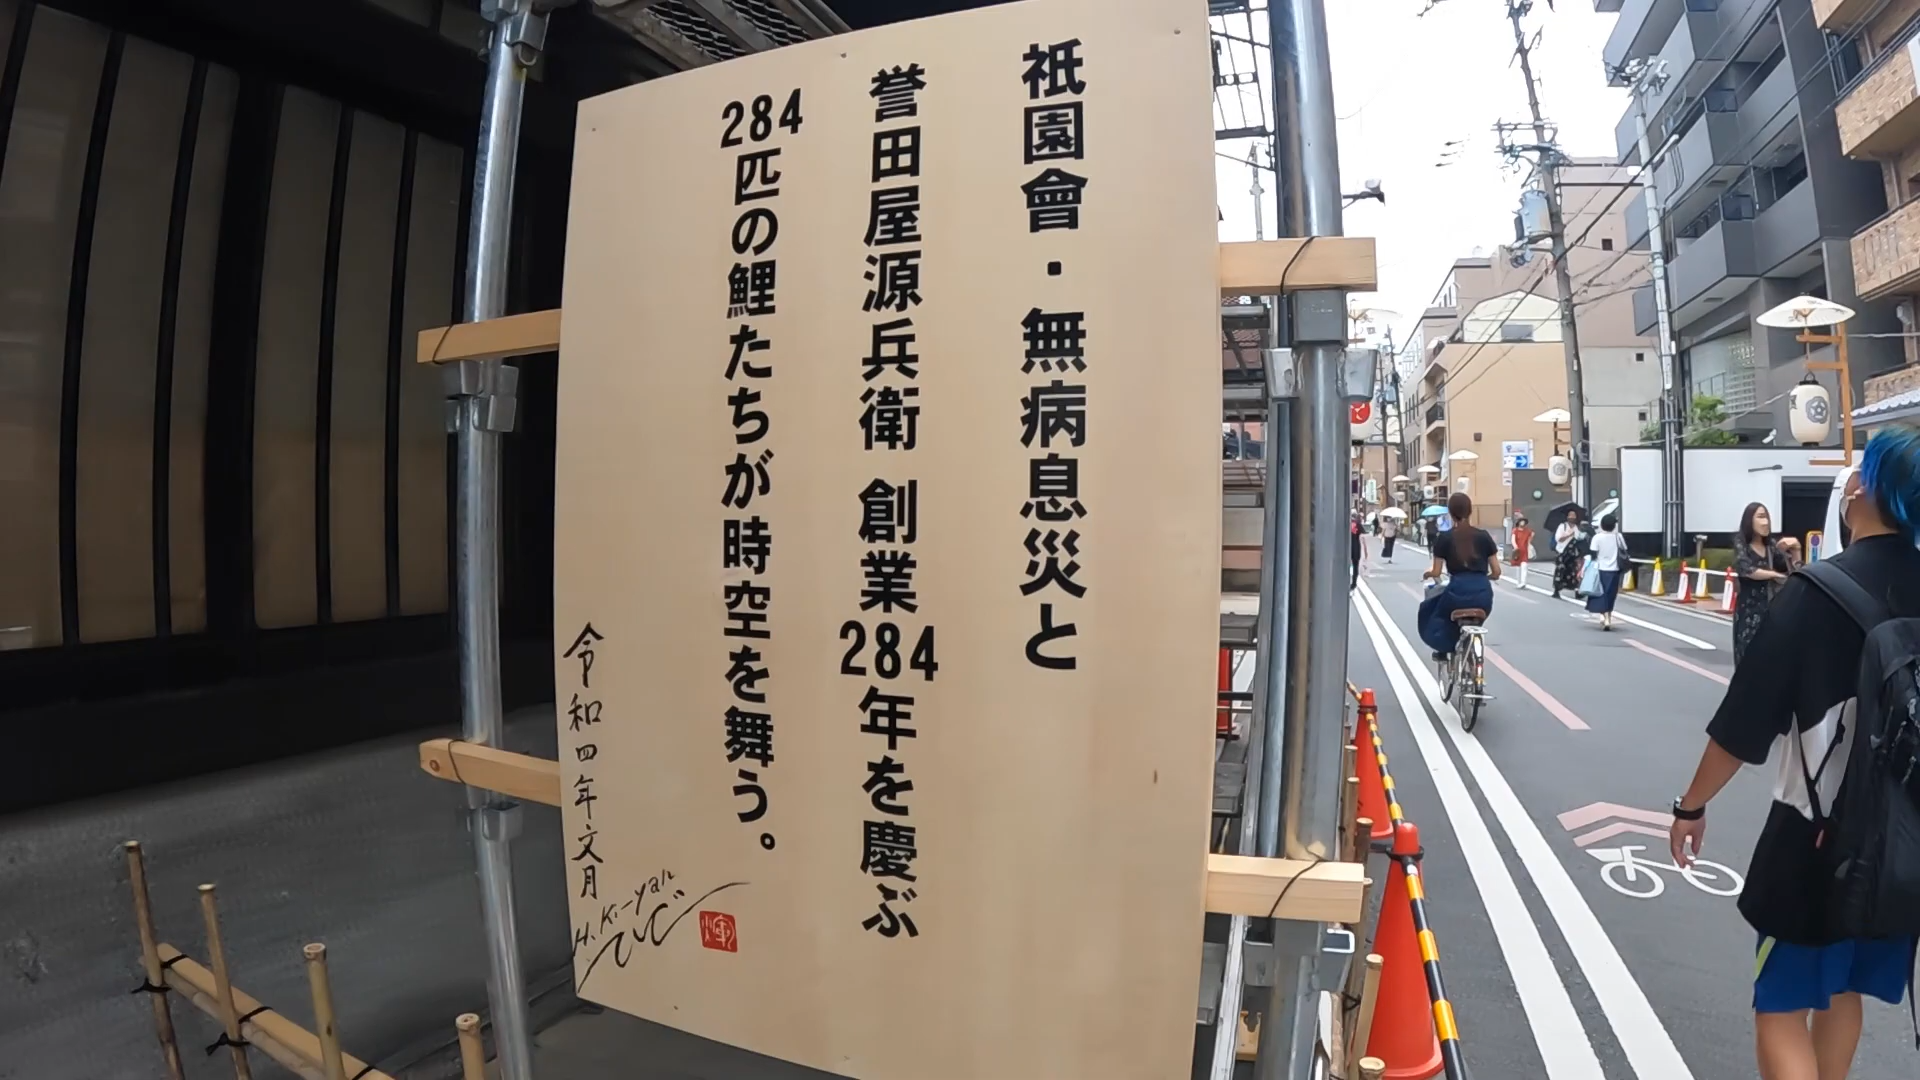 祇園會・無病息災と
誉田屋源兵衛 創業284年を慶ぶ
284匹の鯉たちが時空を舞う。
令和四年文月